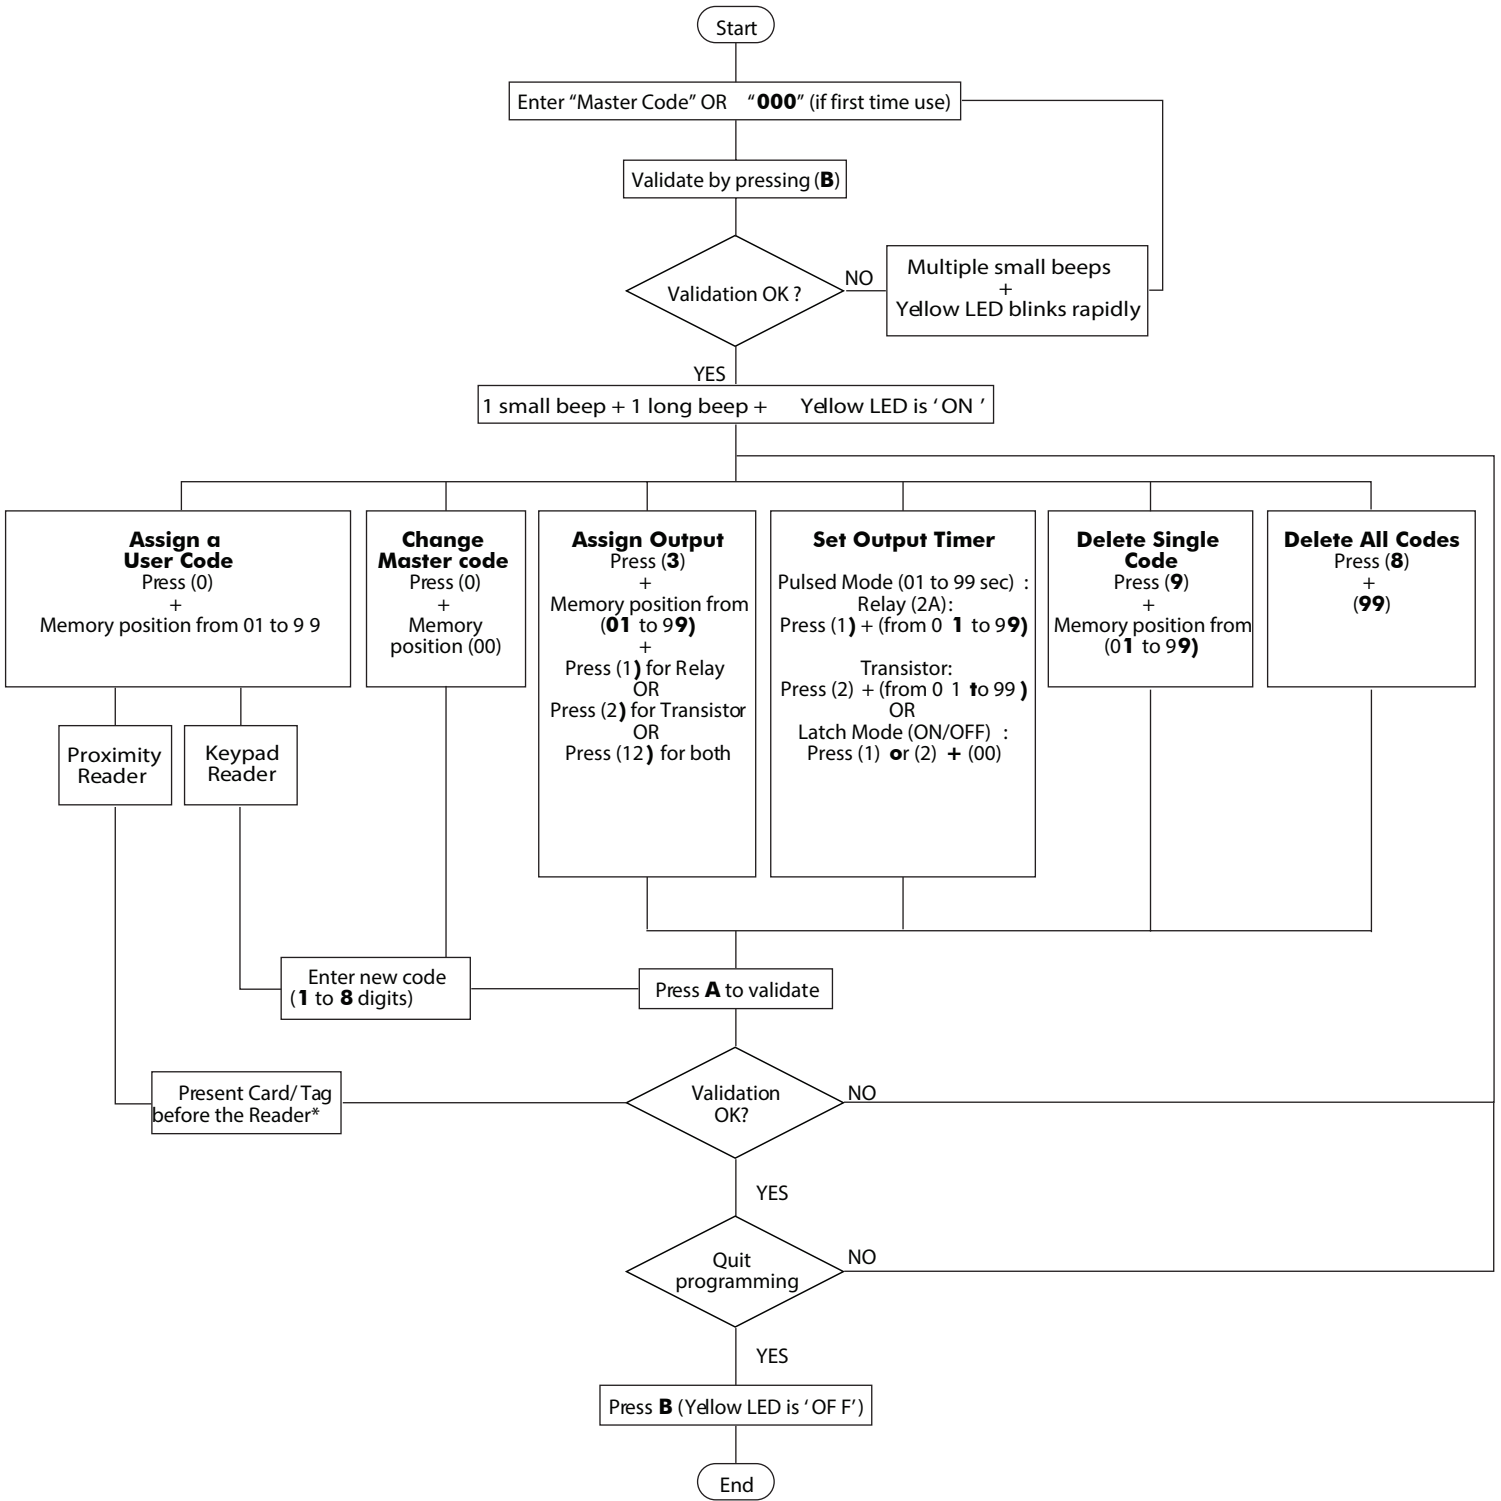 Start
Enter “Master Code” OR “000” (if first time use)
Validate by pressing (B)
Validation OK ?
NO
Multiple small beeps
+
Yellow LED blinks rapidly
YES
1 small beep + 1 long beep + Yellow LED is ‘ ON ’
Assign a
User Code
Press (0)
+
Memory position from 01 to 9 9
Change
Master code
Press (0)
+
Memory
position (00)
Assign Output
Press (3)
+
Memory position from
(01 to 99)
+
Press (1) for Relay
OR
Press (2) for Transistor
OR
Press (12) for both
Set Output Timer
Pulsed Mode (01 to 99 sec) :
Relay (2A):
Press (1) + (from 0 1 to 99)
Transistor:
Press (2) + (from 0 1 to 99 )
OR
Latch Mode (ON/OFF) :
Press (1) or (2) + (00)
Delete Single
Code
Press (9)
+
Memory position from
(01 to 99)
Delete All Codes
Press (8)
+
(99)
Proximity
Reader
Keypad
Reader
Enter new code
(1 to 8 digits)
Press A to validate
Present Card/ Tag
before the Reader*
Validation
OK?
NO
YES
Quit
programming
NO
YES
Press B (Yellow LED is ‘ OF F’)
End